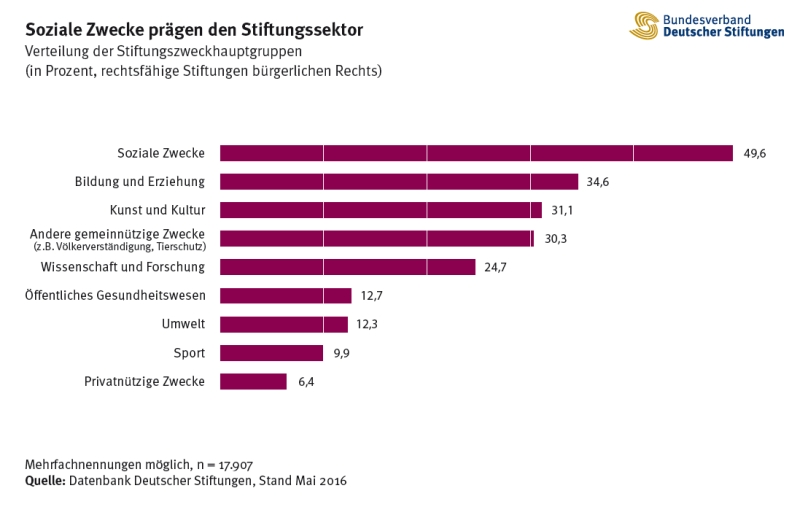 Soziale Zwecke prägen den Stiftungssektor
Verteilung der Stiftungszweckhauptgruppen
(in Prozent, rechtsfähige Stiftungen bürgerlichen Rechts)
Bundesverband
Deutscher Stiftungen
Soziale Zwecke 49,6
Bildung und Erziehung 34,6
Kunst und Kultur 31,1
Andere gemeinnützige Zwecke 30,3
(z.B. Völkerverständigung, Tierschutz)
Wissenschaft und Forschung 24,7
Öffentliches Gesundheitswesen 12,7
Umwelt 12,3
Sport 9,9
Privatnützige Zwecke 6,4
Mehrfachnennungen möglich, n = 17.907
Quelle: Datenbank Deutscher Stiftungen, Stand Mai 2016